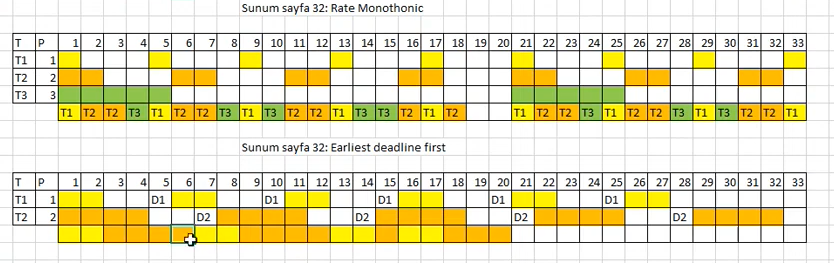 Sunum sayfa 32: Rate Monothonic
T P 1 2 3 4 5 6 7 8 9 10 11 12 13 14 15 16 17 18 19 20 21 22 23 24 25 26 27 28 29 30 31 32 33
T1 1
T2 2
T3 3
T1 T2 T2 T3 T1 T2 T2 T3 T1 T3 T2 T2 T1 T3 T3 T2 T1 T2 T1 T2 T2 T3 T1 T2 T2 T3 T1 T3 T2 T2 T1
Sunum sayfa 32: Earliest deadline first
T P 1 2 3 4 5 6 7 8 9 10 11 12 13 14 15 16 17 18 19 20 21 22 23 24 25 26 27 28 29 30 31 32 33
T1 1 D1 D1 D1 D1 D1
T2 2 D2 D2 D2 D2